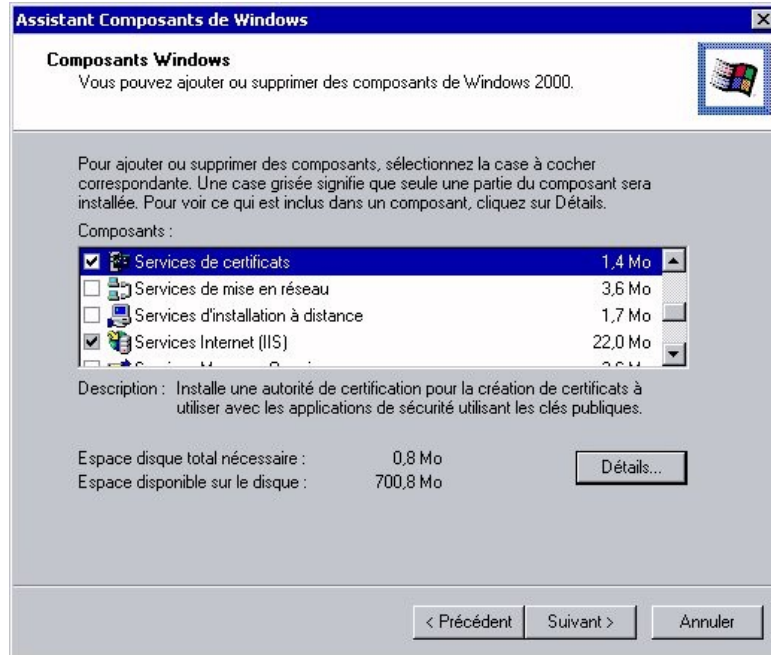 Assistant Composants de Windows
Composants Windows
Vous pouvez ajouter ou supprimer des composants de Windows 2000.
Pour ajouter ou supprimer des composants, sélectionnez la case à cocher
correspondante. Une case grisée signifie que seule une partie du composant sera
installée. Pour voir ce qui est inclus dans un composant, cliquez sur Détails.
Composants :
Services de certificats 1,4 Mo
Services de mise en réseau 3,6 Mo
Services d'installation à distance 1,7 Mo
Services Internet (IIS) 22,0 Mo
Description : Installe une autorité de certification pour la création de certificats à
utiliser avec les applications de sécurité utilisant les clés publiques.
Espace disque total nécessaire : 0,8 Mo
Espace disponible sur le disque : 700,8 Mo
Détails...
< Précédent Suivant > Annuler